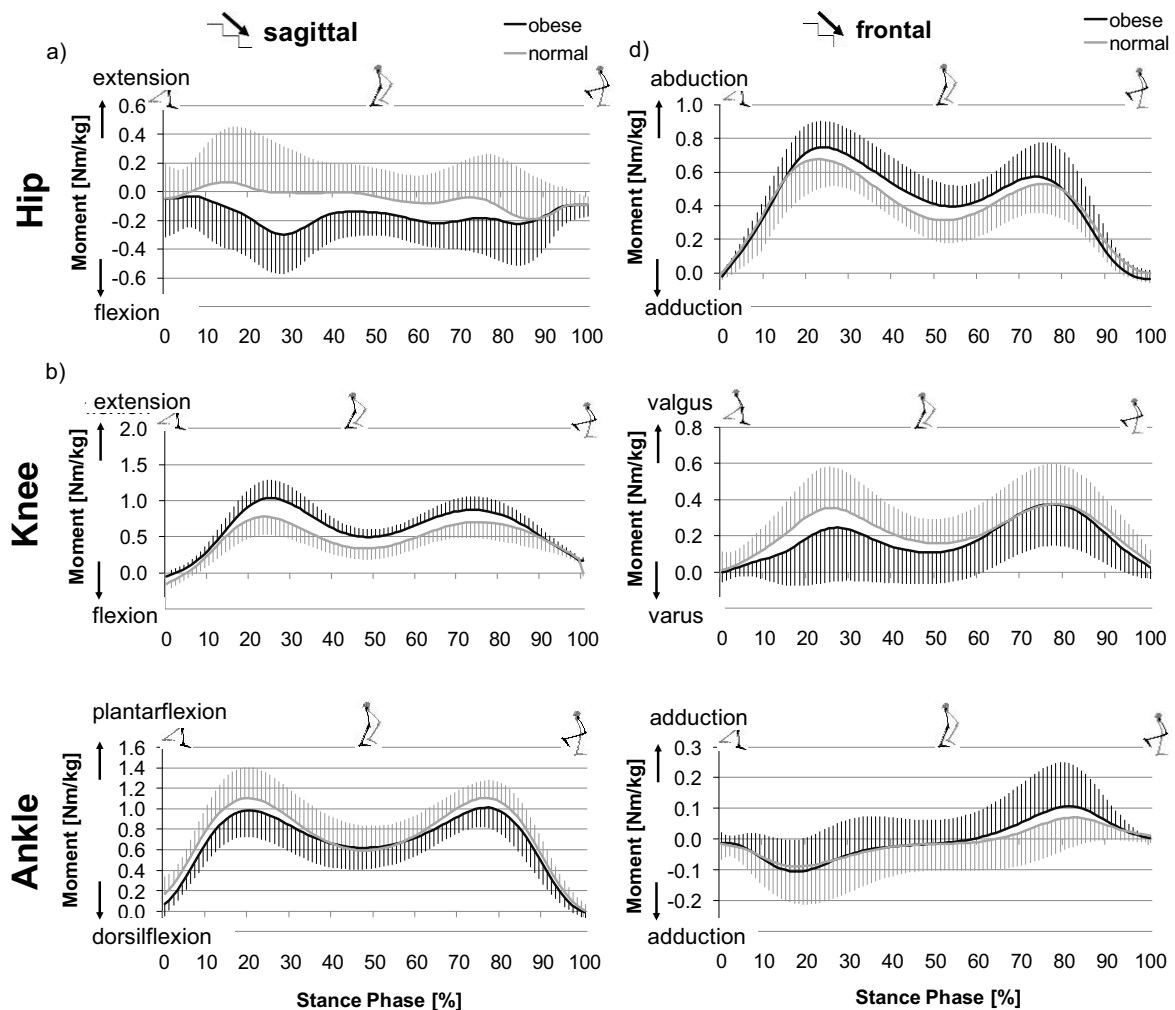 a)
sagittal
obese
normal
extension
0.6
0.4
0.2
0.0
-0.2
-0.4
-0.6
Moment [Nm/kg]
Hip
flexion
0 10 20 30 40 50 60 70 80 90 100
d)
frontal
obese
normal
abduction
1.0
0.8
0.6
0.4
0.2
0.0
Moment [Nm/kg]
adduction
0 10 20 30 40 50 60 70 80 90 100
b)
extension
2.0
1.5
1.0
0.5
0.0
Moment [Nm/kg]
Knee
flexion
0 10 20 30 40 50 60 70 80 90 100
valgus
0.8
0.6
0.4
0.2
0.0
Moment [Nm/kg]
varus
0 10 20 30 40 50 60 70 80 90 100
plantarflexion
1.6
1.4
1.2
1.0
0.8
0.6
0.4
0.2
0.0
Moment [Nm/kg]
Ankle
dorsilflexion
0 10 20 30 40 50 60 70 80 90 100
Stance Phase [%]
adduction
0.3
0.2
0.1
0.0
-0.1
-0.2
Moment [Nm/kg]
adduction
0 10 20 30 40 50 60 70 80 90 100
Stance Phase [%]